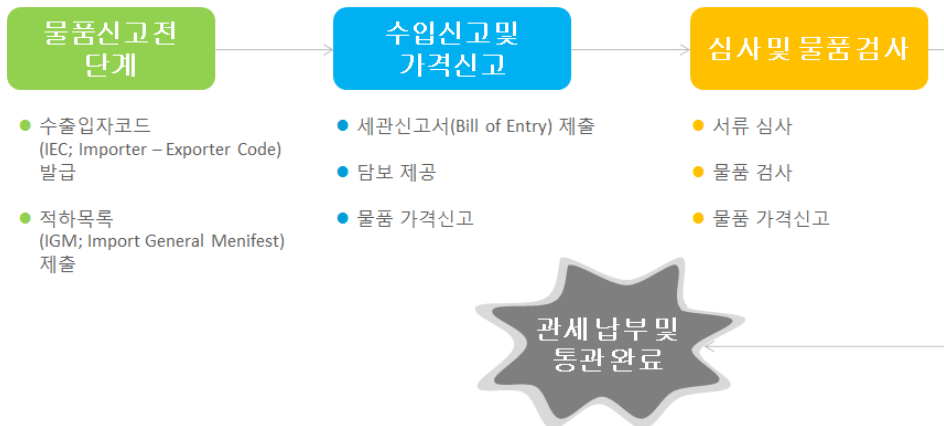 물품신고전
단계
수입신고및
가격신고
심사및물품검사
수출입자코드
(IEC; Importer – Exporter Code)
발급
적하목록
(IGM; Import General Menifest)
제출
세관신고서(Bill of Entry) 제출
담보 제공
물품 가격신고
서류 심사
물품 검사
물품 가격신고
관세납부및
통관완료